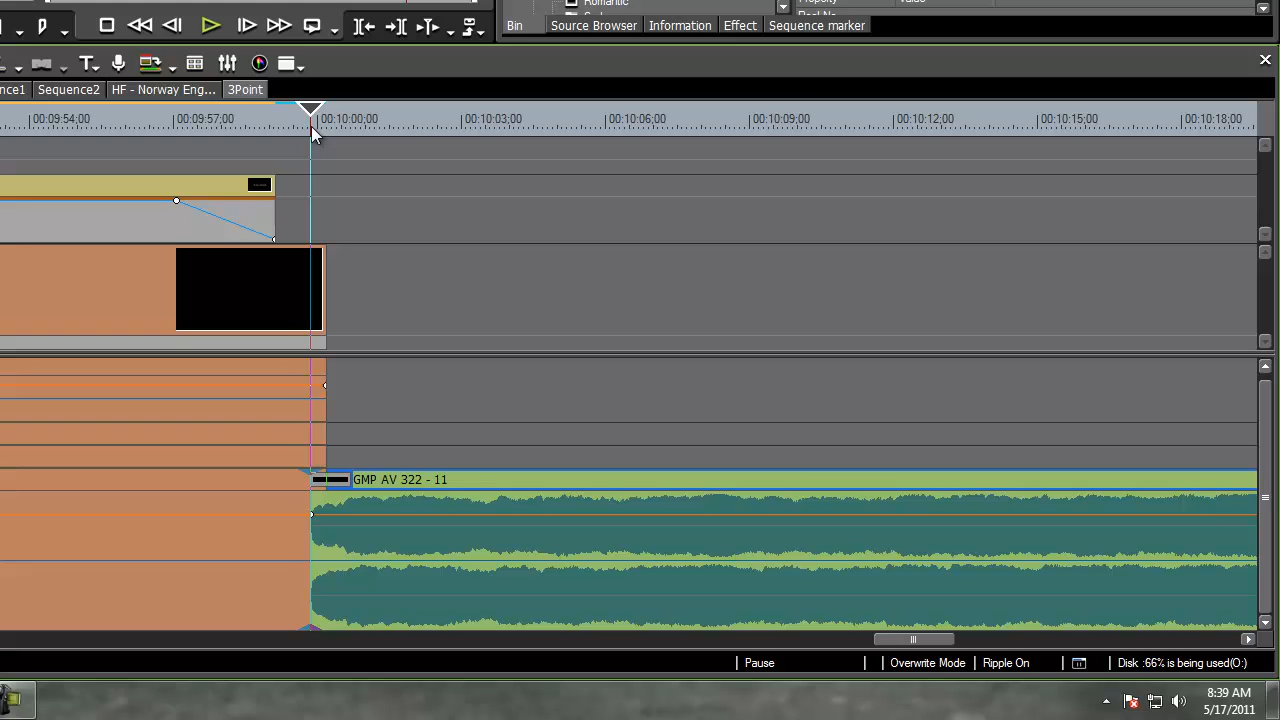 Romantic
Property Value
Bin Source Browser Information Effect Sequence marker
T
nce1 Sequence2 HF - Norway Eng... 3Point
00:09:54;00 00:09:57;00 00:10:00;00 00:10:03;00 00:10:06;00 00:10:09;00 00:10:12;00 00:10:15;00 00:10:18;00
GMP AV 322 - 11
Pause Overwrite Mode Ripple On Disk :66% is being used(O:)
8:39 AM
5/17/2011